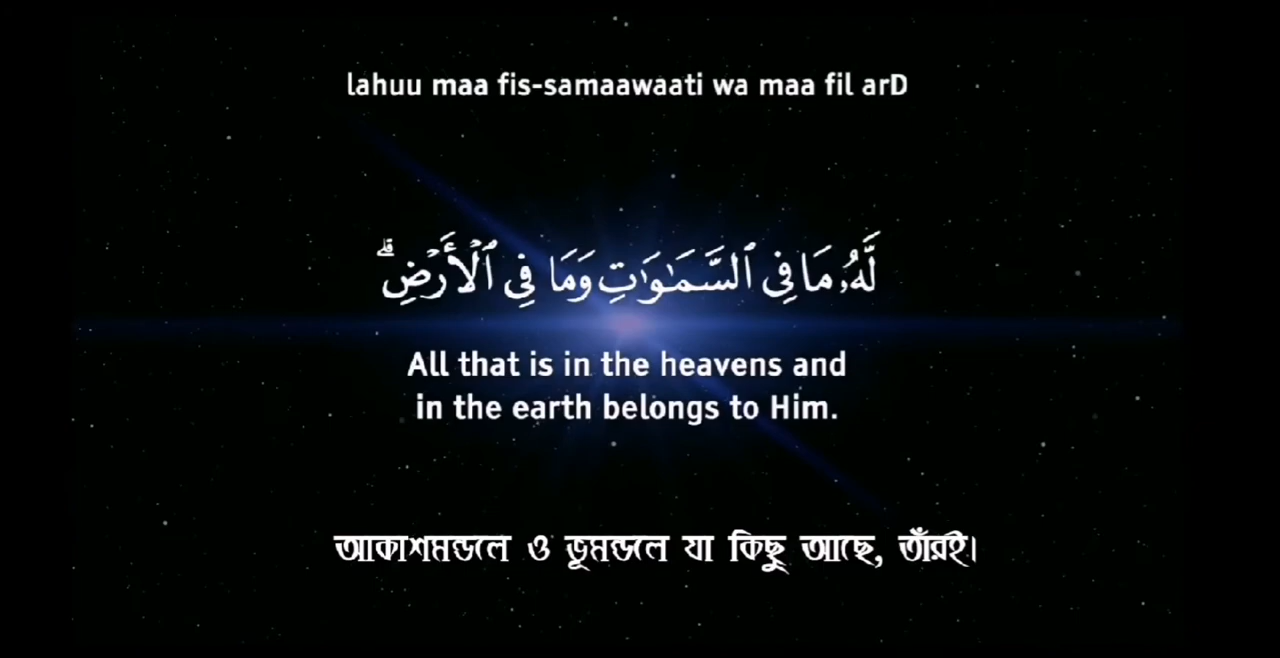 lahuu maa fis-samaawaati wa maa fil arD
لَّهُۥ مَا فِى ٱلسَّمَـٰوَٰتِ وَمَا فِى ٱلْأَرْضِ ۗ
All that is in the heavens and
in the earth belongs to Him.
আকাশমন্ডলে ও ভূমন্ডলে যা কিছু আছে, তাঁরই।